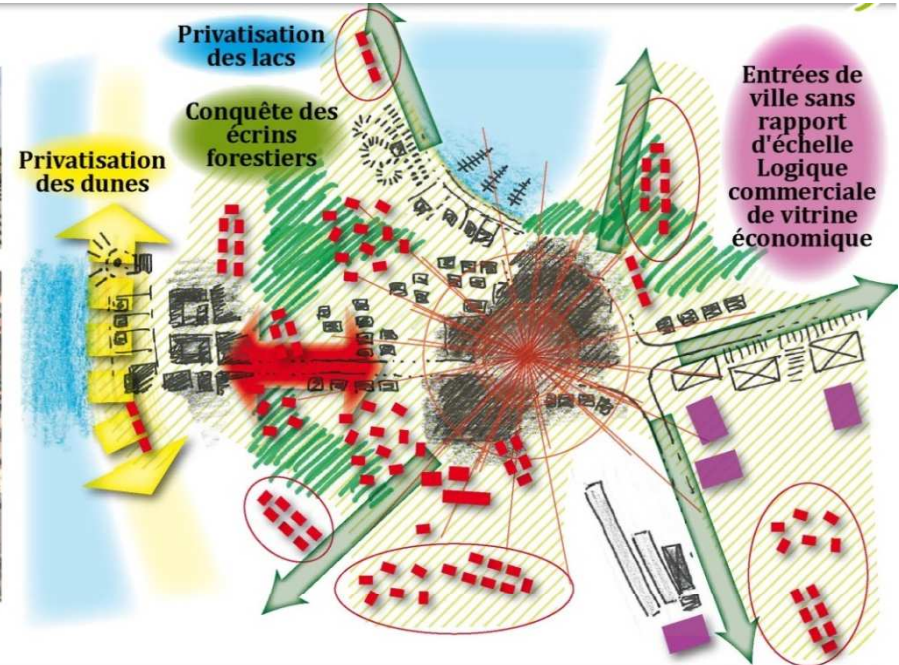 Privatisation
des lacs
Conquête des
écrins
forestiers
Privatisation
des dunes
Entrées de
ville sans
rapport
d'échelle
Logique
commerciale
de vitrine
économique